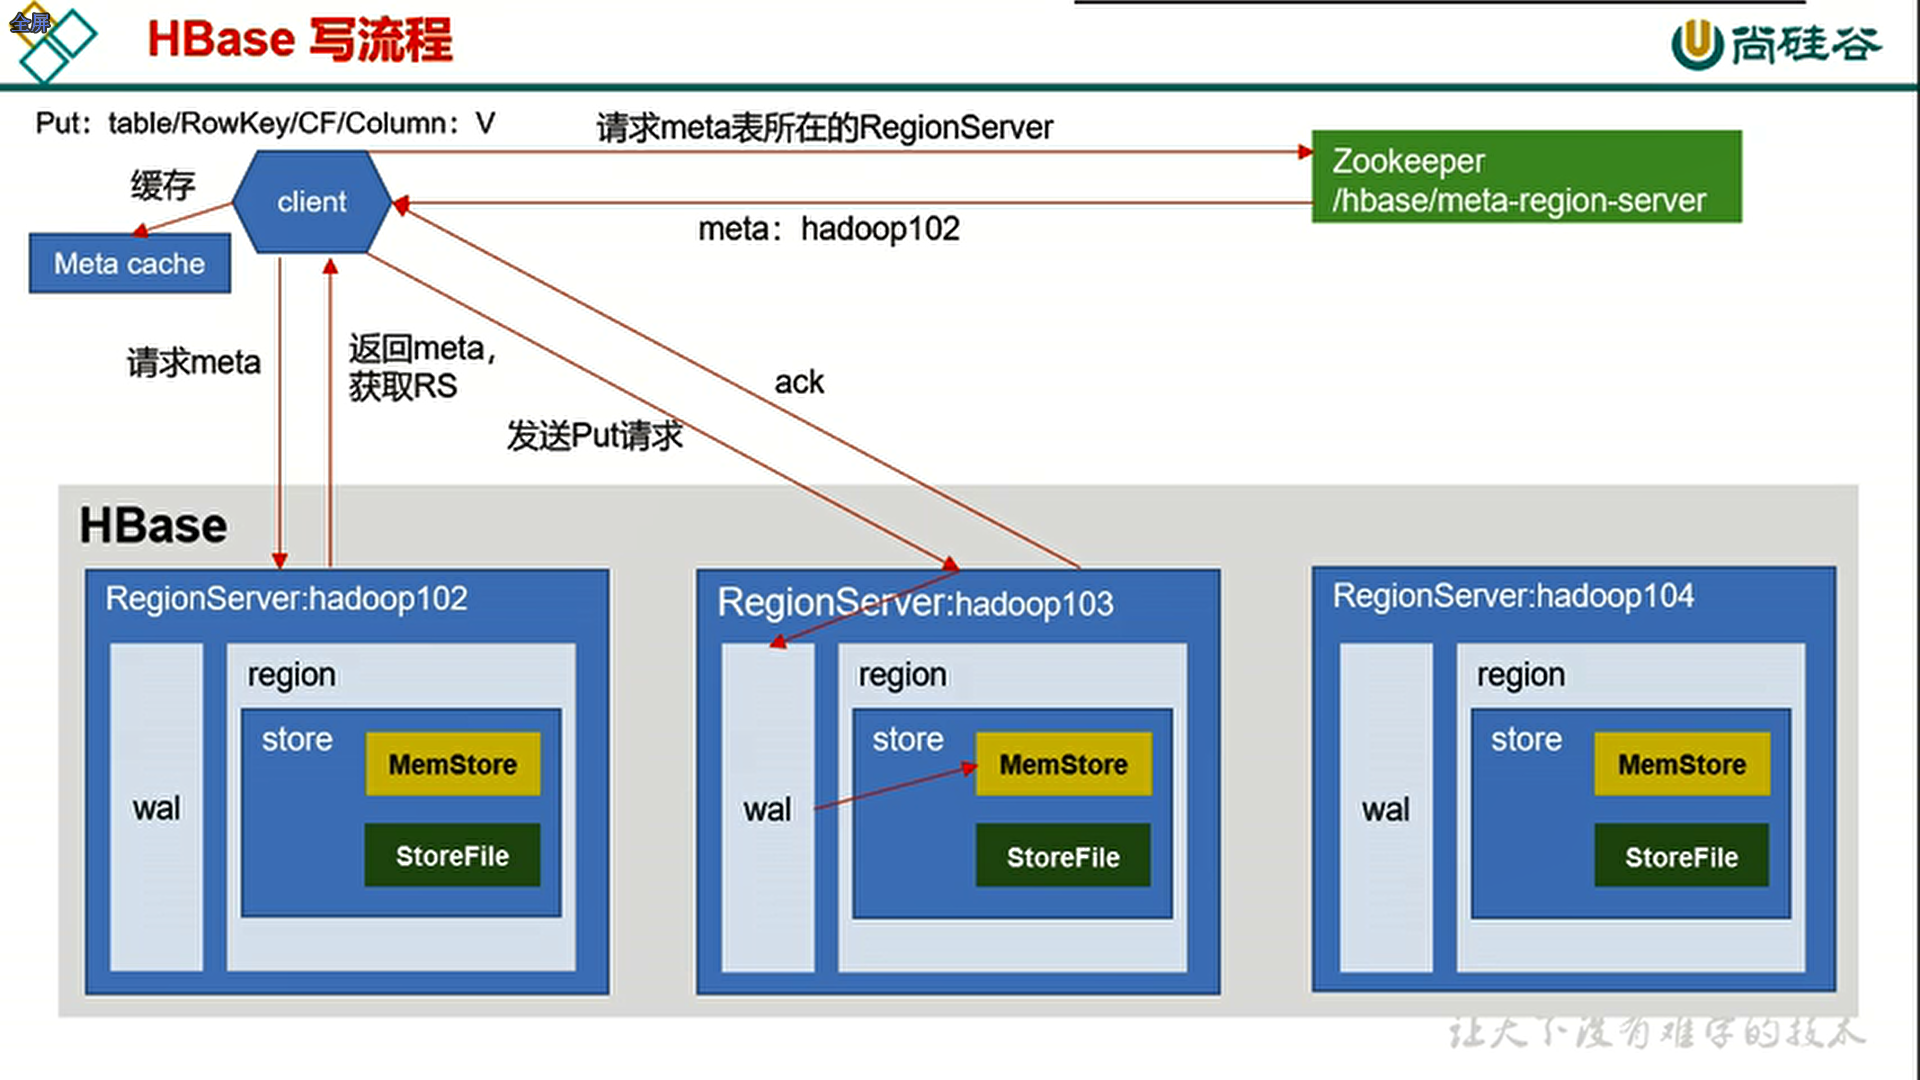 全屏
HBase 写流程
尚硅谷
Put：table/RowKey/CF/Column：V
请求meta表所在的RegionServer
Zookeeper
/hbase/meta-region-server
缓存
client
meta：hadoop102
Meta cache
请求meta
返回meta，
获取RS
ack
发送Put请求
HBase
RegionServer:hadoop102
wal
region
store
MemStore
StoreFile
RegionServer:hadoop103
wal
region
store
MemStore
StoreFile
RegionServer:hadoop104
wal
region
store
MemStore
StoreFile
让天下没有难学的技术